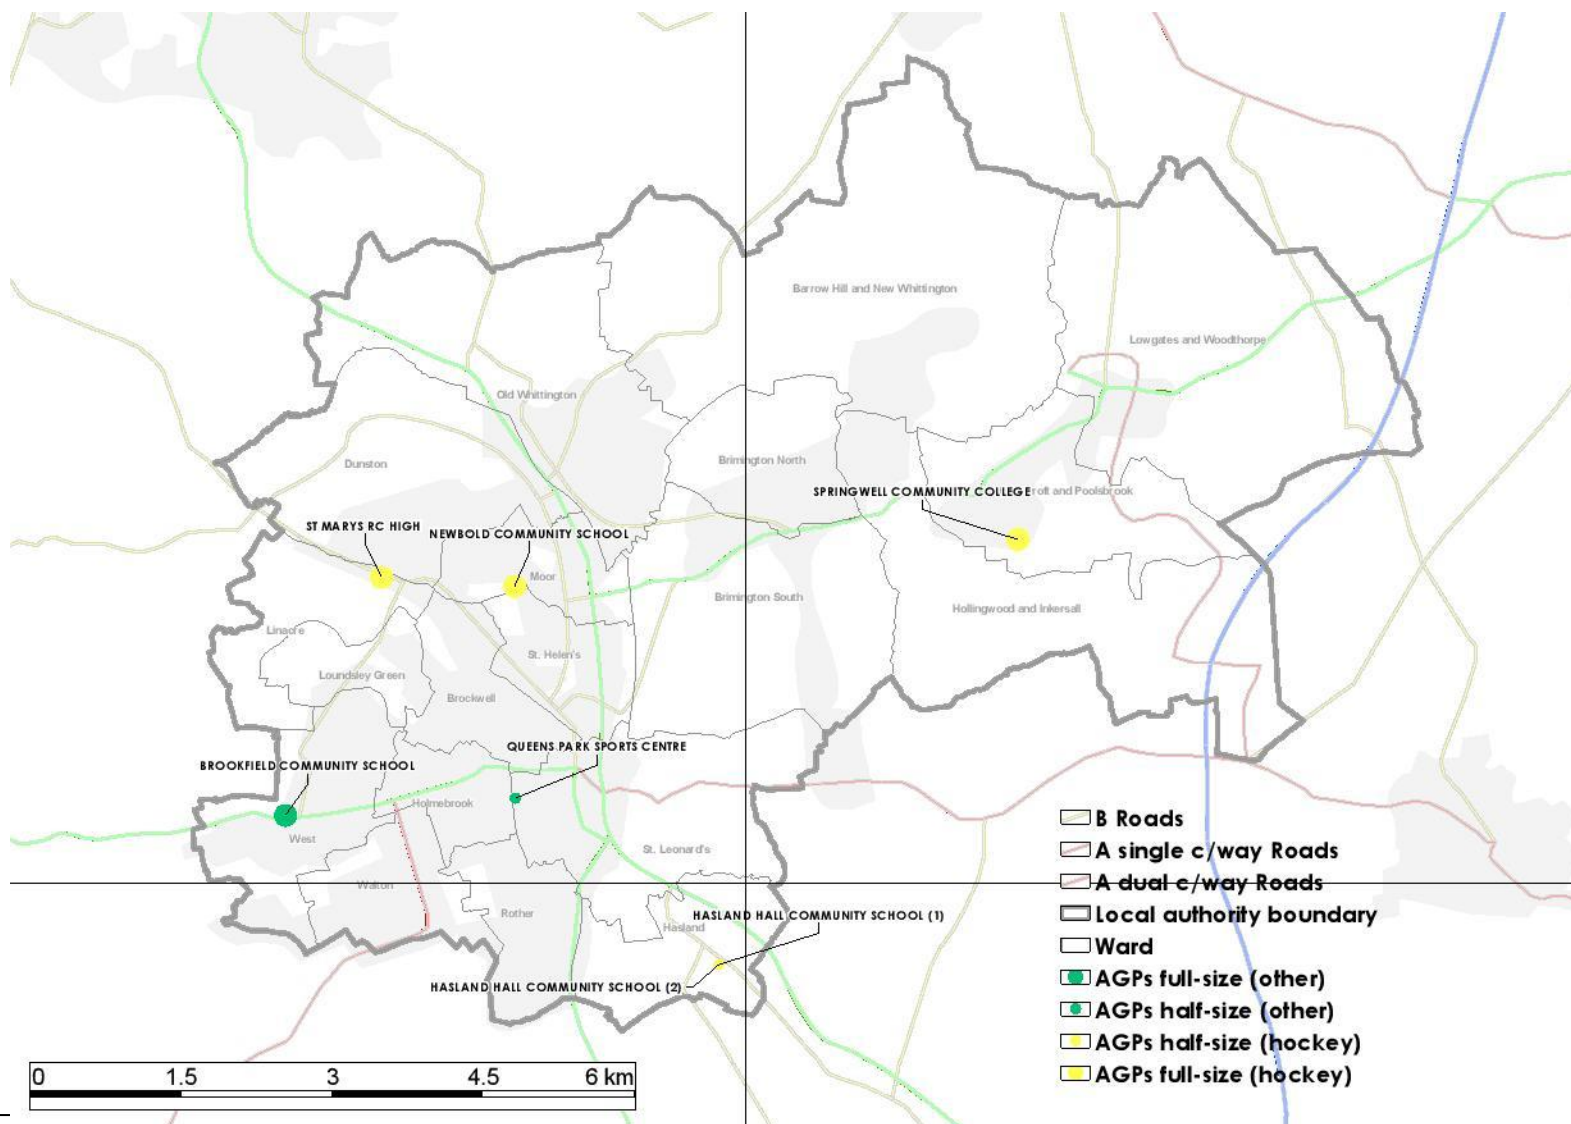 Barrow Hill and New Whittington
Lowgates and Woodthorpe
Old Whittington
Dunston
Brimington North
SPRINGWELL COMMUNITY COLLEGE
roft and Poolsbrook
ST MARYS RC HIGH
NEWBOLD COMMUNITY SCHOOL
Moor
Brimington South
Hollingwood and Inkersall
Linacre
St. Helen's
Loundsley Green
Brockwell
QUEENS PARK SPORTS CENTRE
BROOKFIELD COMMUNITY SCHOOL
Holmebrook
West
St. Leonard's
Walton
Rother
HASLAND HALL COMMUNITY SCHOOL (1)
Hasland
HASLAND HALL COMMUNITY SCHOOL (2)
B Roads
A single c/way Roads
A dual c/way Roads
Local authority boundary
Ward
AGPs full-size (other)
AGPs half-size (other)
AGPs half-size (hockey)
AGPs full-size (hockey)
0 1.5 3 4.5 6 km